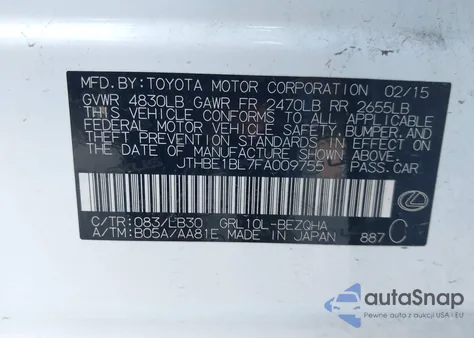 MFD.BY:TOYOTA MOTOR CORPORATION 02/15
GVWR 4830LB GAWR FR 2470LB RR 2655LB
THIS VEHICLE CONFORMS TO ALL APPLICABLE
FEDERAL MOTOR VEHICLE SAFETY, BUMPER, AND
THEFT PREVENTION STANDARDS IN EFFECT ON
THE DATE OF MANUFACTURE SHOWN ABOVE.
JTHBE1BL7FA009755 PASS.CAR
C/TR:083/LB30 GRL10L-BEZQHA
A/TM:B05A/AA81E MADE IN JAPAN 887 C
autoSnap
Pewne auta z USA i EU